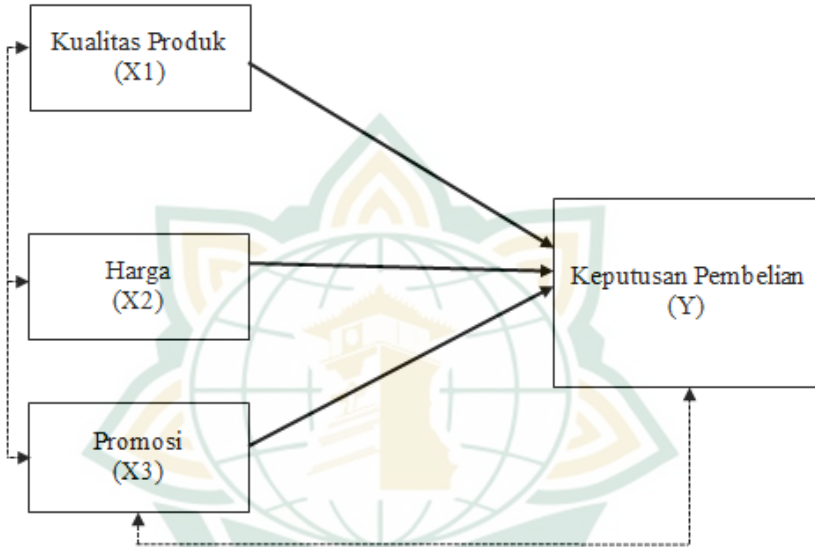 Kualitas Produk
(X1)
Harga
(X2)
Promosi
(X3)
Keputusan Pembelian
(Y)